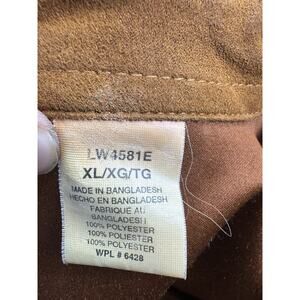 LW4581E
XL/XG/TG
MADE IN BANGLADESH
HECHO EN BANGLADESH
FABRIQUE AU
BANGLADESH
100% POLYESTER
100% POLYESTER
100% POLYESTER
WPL # 6428